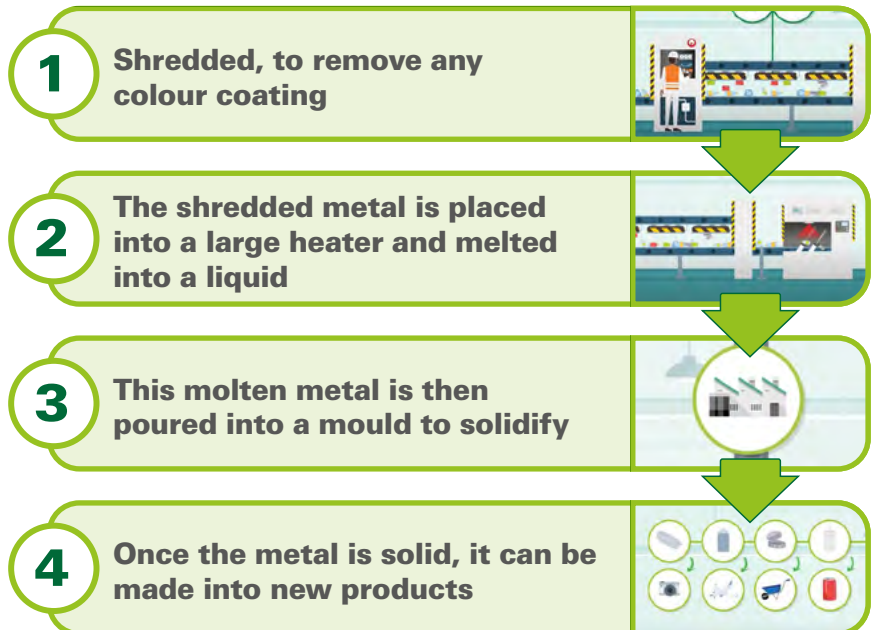 1
Shredded, to remove any
colour coating
2
The shredded metal is placed
into a large heater and melted
into a liquid
3
This molten metal is then
poured into a mould to solidify
4
Once the metal is solid, it can be
made into new products